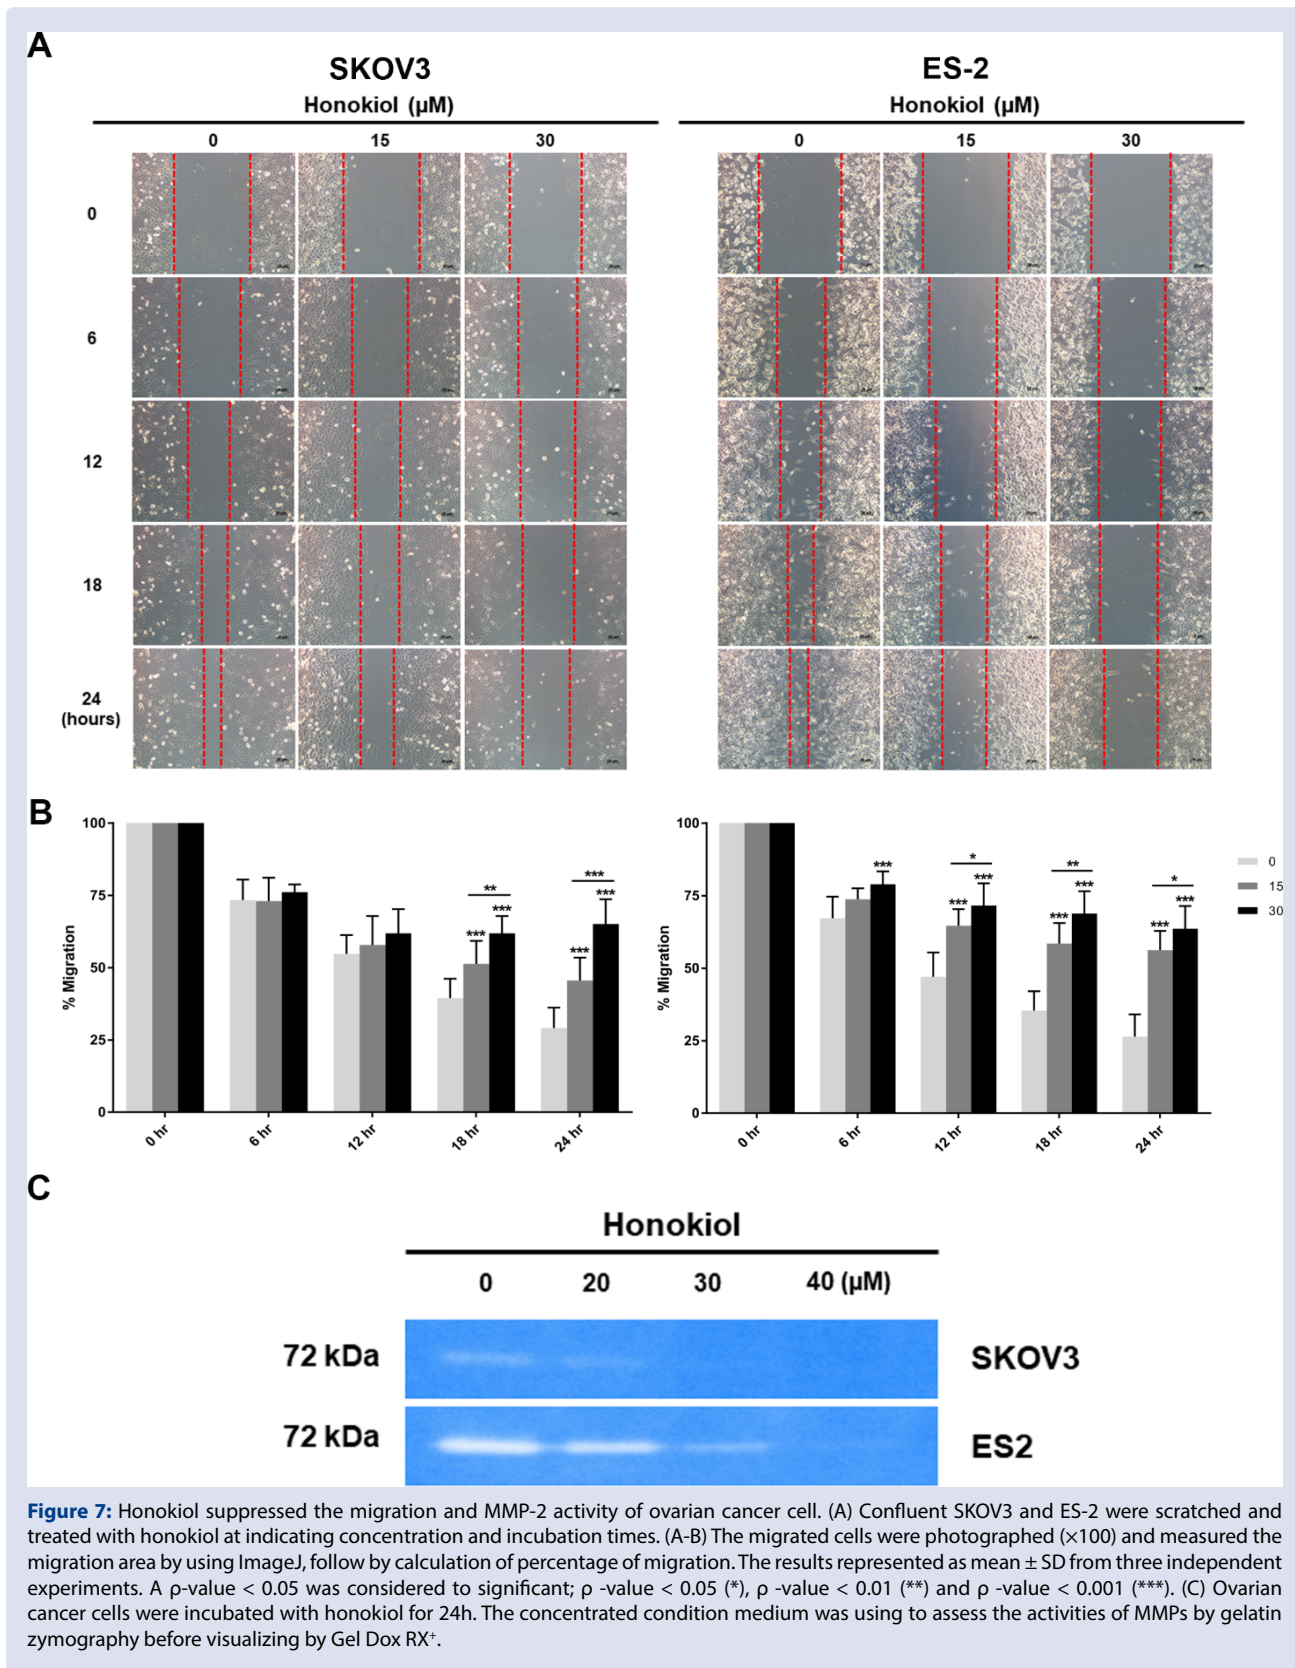 A
SKOV3
ES-2
Honokiol (µM)
Honokiol (µM)
0 15 30
0 15 30
0
6
12
18
24
(hours)
B
% Migration
100
75
50
25
0
** ***
*** *** *** ***
0 hr 6 hr 12 hr 18 hr 24 hr
% Migration
100
75
50
25
0
* ** *
*** *** *** *** *** *** ***
0 hr 6 hr 12 hr 18 hr 24 hr
0
15
30
C
Honokiol
0 20 30 40 (µM)
72 kDa SKOV3
72 kDa ES2
Figure 7: Honokiol suppressed the migration and MMP-2 activity of ovarian cancer cell. (A) Confluent SKOV3 and ES-2 were scratched and
treated with honokiol at indicating concentration and incubation times. (A-B) The migrated cells were photographed (×100) and measured the
migration area by using ImageJ, follow by calculation of percentage of migration. The results represented as mean ± SD from three independent
experiments. A ρ-value < 0.05 was considered to significant; ρ -value < 0.05 (*), ρ -value < 0.01 (**) and ρ -value < 0.001 (***). (C) Ovarian
cancer cells were incubated with honokiol for 24h. The concentrated condition medium was using to assess the activities of MMPs by gelatin
zymography before visualizing by Gel Dox RX⁺.